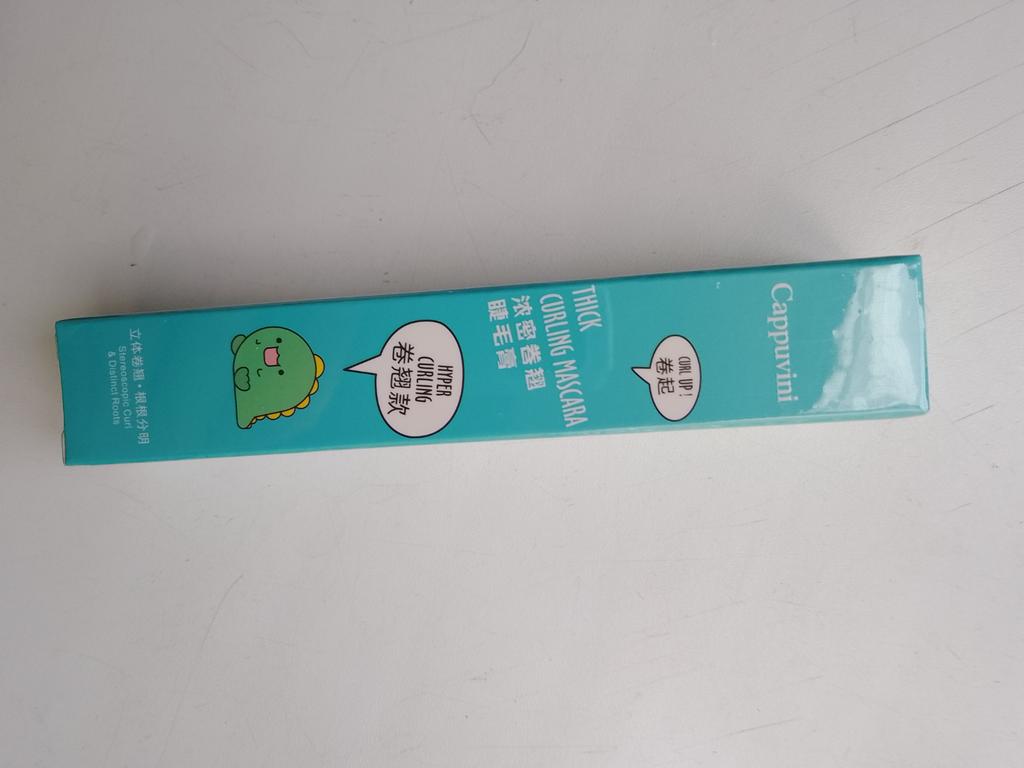 Cappuvini
CURL UP!
卷起
THICK
CURLING MASCARA
浓密卷翘
睫毛膏
HYPER
CURLING
卷翘款
立体卷翘·根根分明
Stereoscopic Curl
& Distinct Roots